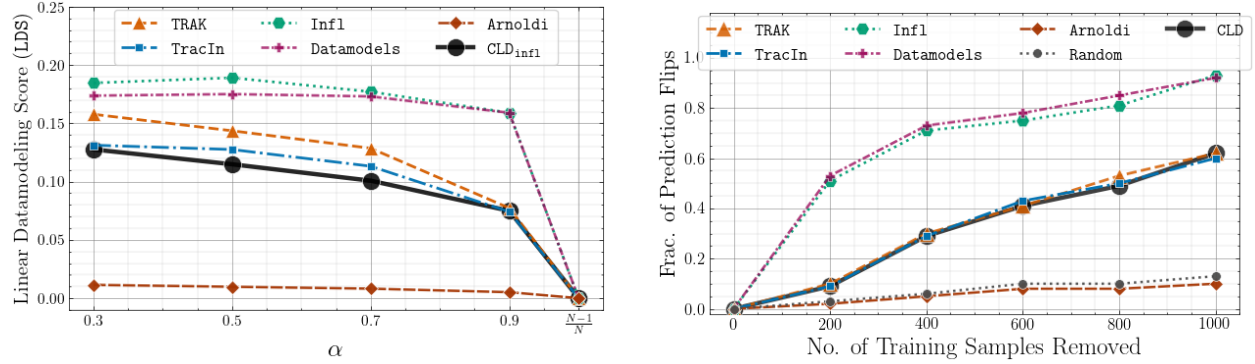 TRAK
Infl
Arnoldi
TracIn
Datamodels
CLD_infl
Linear Datamodeling Score (LDS)
0.25
0.20
0.15
0.10
0.05
0.00
0.3
0.5
0.7
0.9
N−1
N
α
TRAK
Infl
Arnoldi
CLD
TracIn
Datamodels
Random
Frac. of Prediction Flips
1.0
0.8
0.6
0.4
0.2
0.0
0
200
400
600
800
1000
No. of Training Samples Removed